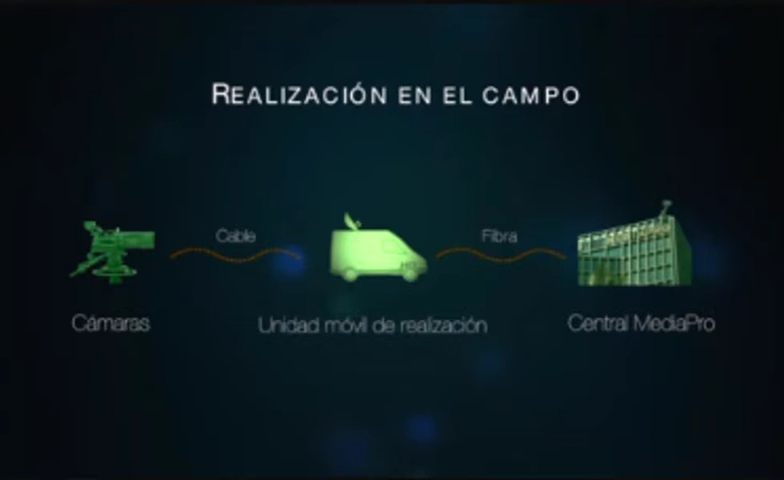 REALIZACIÓN EN EL CAMPO
Cable
Fibra
Cámaras
Unidad móvil de realización
Central MediaPro